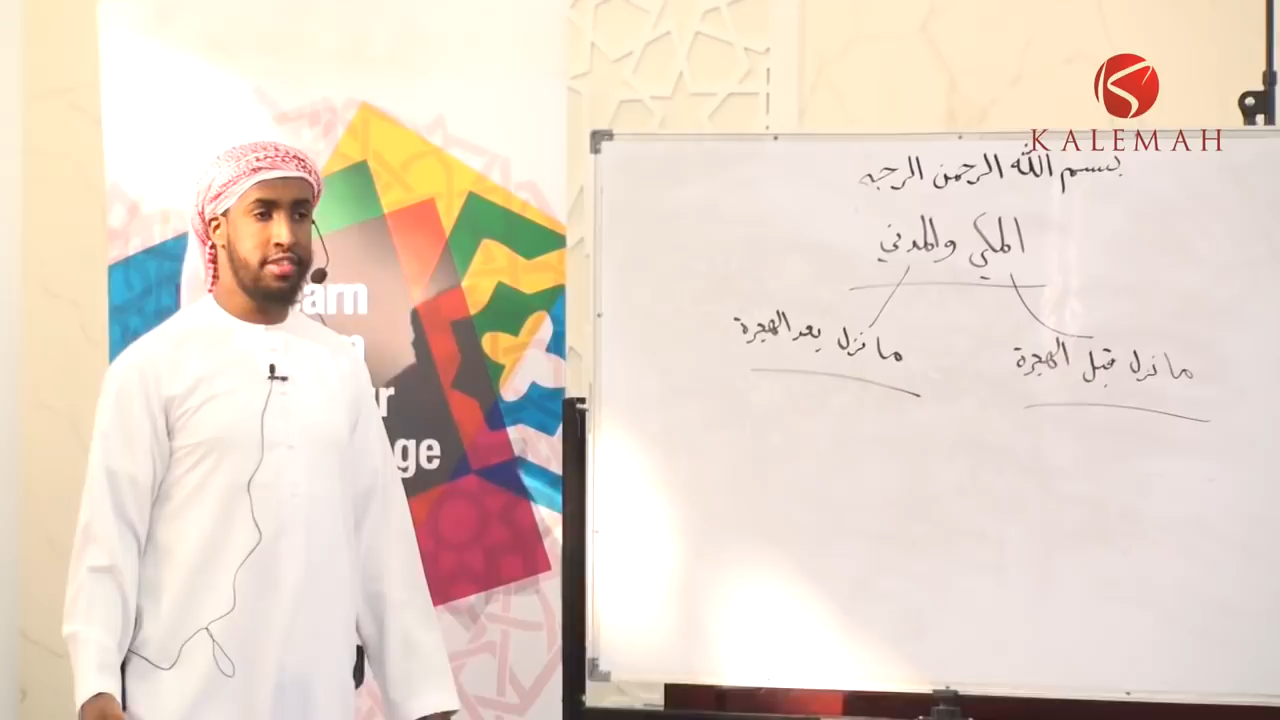 KALEMAH
بسم الله الرحمن الرحيم
المكي والمدني
ما نزل قبل الهجرة
ما نزل بعد الهجرة